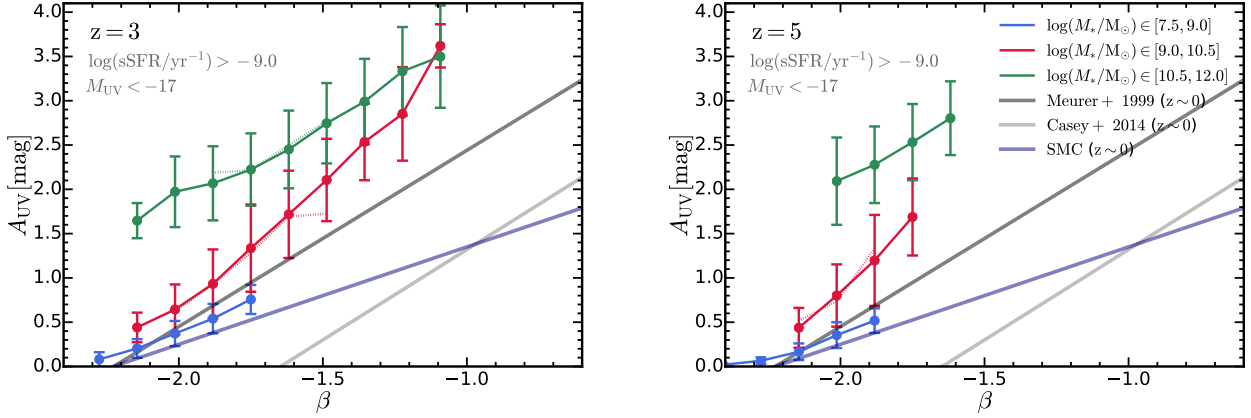 z = 3
log(sSFR/yr⁻¹) > −9.0
M_UV < −17
A_UV [mag]
4.0
3.5
3.0
2.5
2.0
1.5
1.0
0.5
0.0
−2.0 −1.5 −1.0
β
z = 5
log(sSFR/yr⁻¹) > −9.0
M_UV < −17
log(M_*/M_⊙) ∈ [7.5, 9.0]
log(M_*/M_⊙) ∈ [9.0, 10.5]
log(M_*/M_⊙) ∈ [10.5, 12.0]
Meurer+ 1999 (z∼0)
Casey+ 2014 (z∼0)
SMC (z∼0)
A_UV [mag]
4.0
3.5
3.0
2.5
2.0
1.5
1.0
0.5
0.0
−2.0 −1.5 −1.0
β